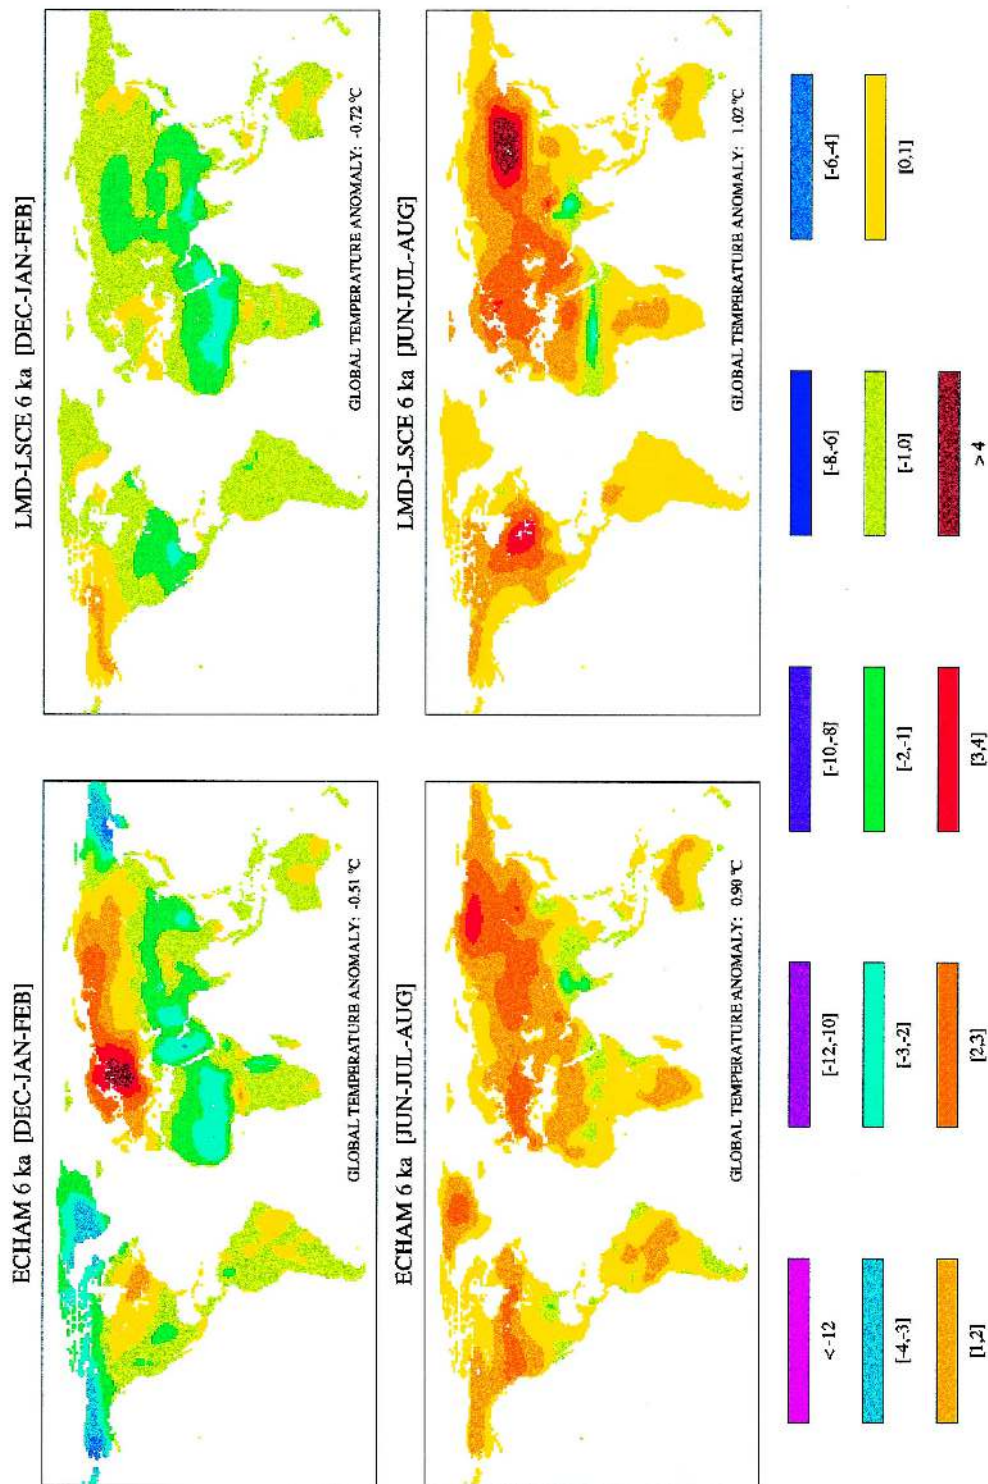 ECHAM 6 ka [DEC-JAN-FEB]
GLOBAL TEMPERATURE ANOMALY: -0.51 °C
LMD-LSCE 6 ka [DEC-JAN-FEB]
GLOBAL TEMPERATURE ANOMALY: -0.72 °C
ECHAM 6 ka [JUN-JUL-AUG]
GLOBAL TEMPERATURE ANOMALY: 0.90 °C
LMD-LSCE 6 ka [JUN-JUL-AUG]
GLOBAL TEMPERATURE ANOMALY: 1.02 °C
< -12
[-12,-10]
[-10,-8]
[-8,-6]
[-6,-4]
[-4,-3]
[-3,-2]
[-2,-1]
[-1,0]
[0,1]
[1,2]
[2,3]
[3,4]
> 4